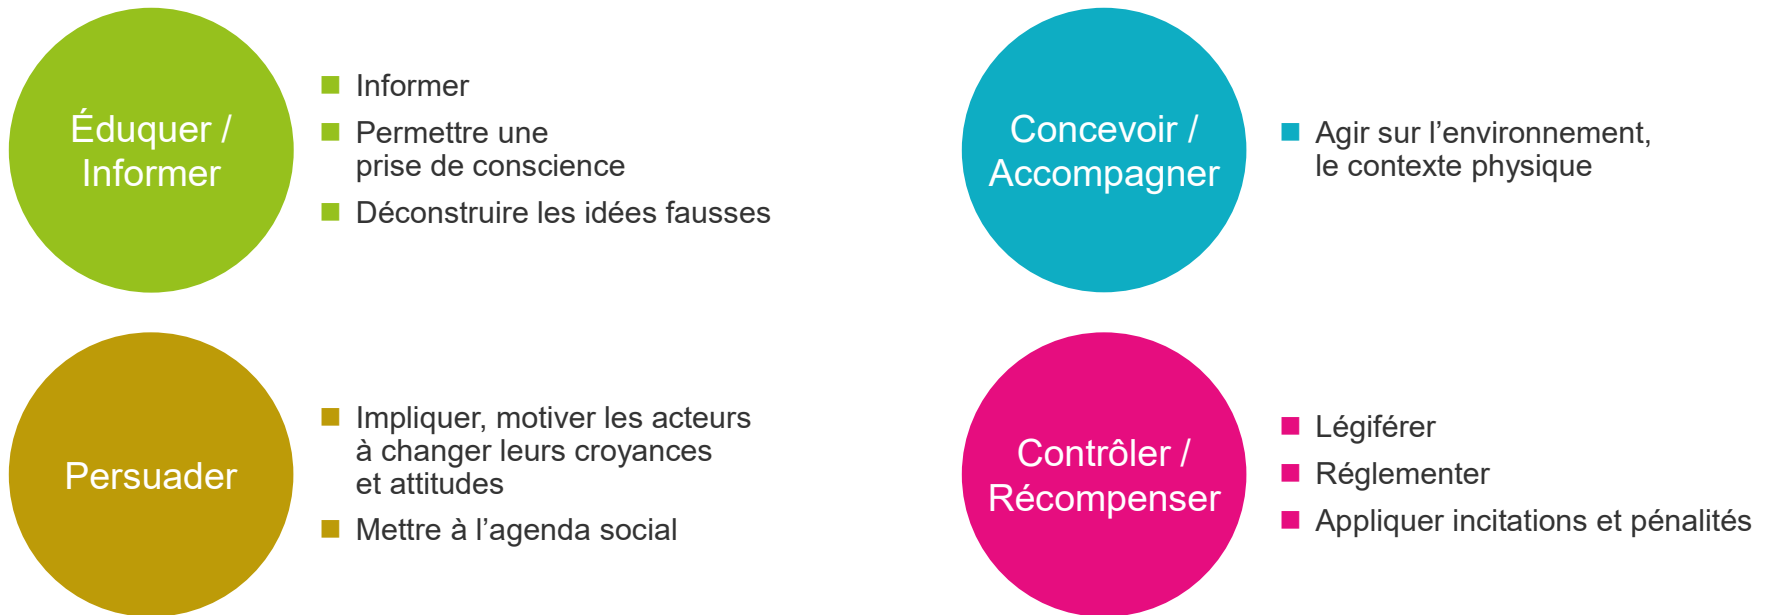 Éduquer /
Informer
Informer
Permettre une
prise de conscience
Déconstruire les idées fausses
Concevoir /
Accompagner
Agir sur l’environnement,
le contexte physique
Persuader
Impliquer, motiver les acteurs
à changer leurs croyances
et attitudes
Mettre à l’agenda social
Contrôler /
Récompenser
Légiférer
Réglementer
Appliquer incitations et pénalités